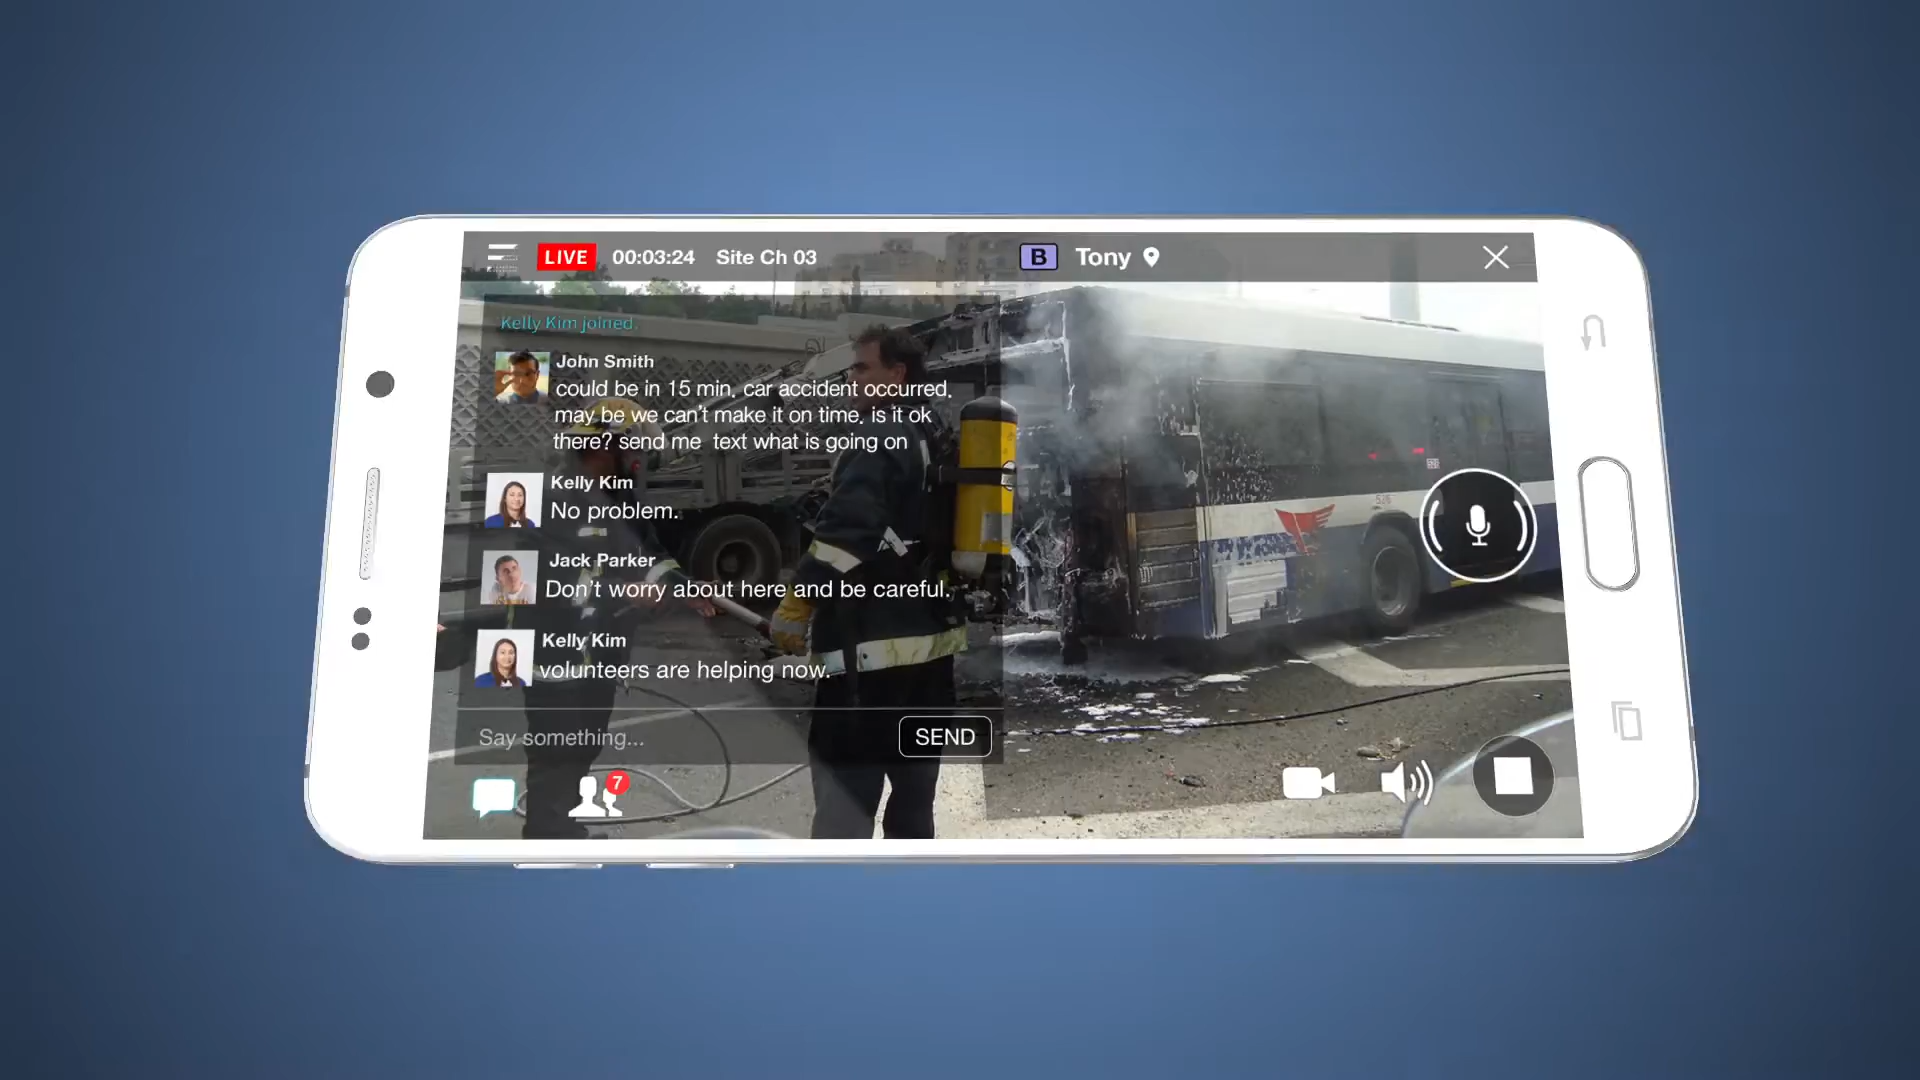 LIVE 00:03:24 Site Ch 03 B Tony
Kelly Kim joined.
John Smith
could be in 15 min. car accident occurred.
may be we can't make it on time. is it ok
there? send me text what is going on
Kelly Kim
No problem.
Jack Parker
Don't worry about here and be careful.
Kelly Kim
volunteers are helping now.
Say something... SEND
7
526